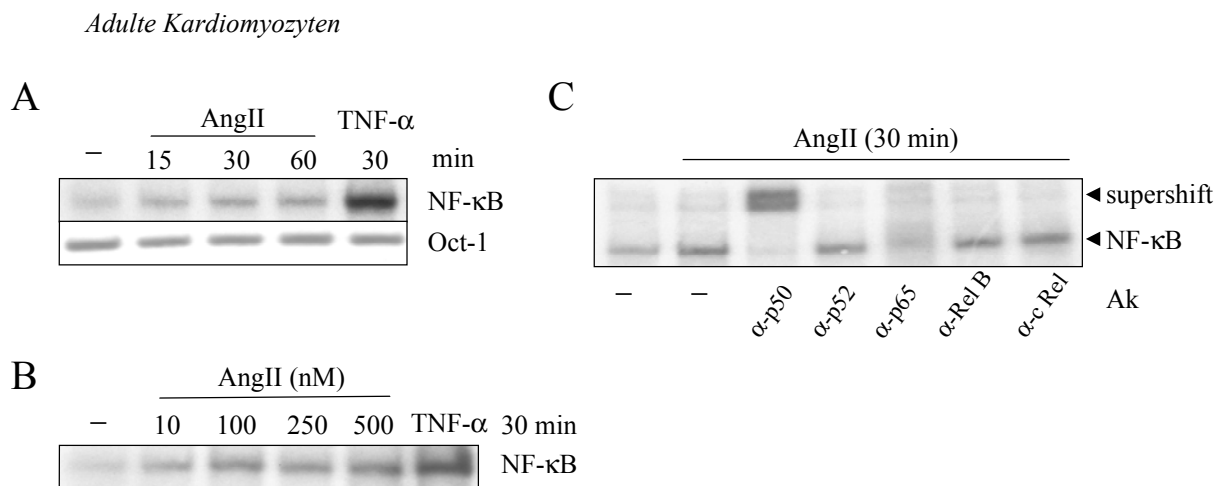 Adulte Kardiomyozyten
A
AngII TNF-α
– 15 30 60 30 min
NF-κB
Oct-1
B
AngII (nM)
– 10 100 250 500 TNF-α 30 min
NF-κB
C
AngII (30 min)
supershift
NF-κB
– – α-p50 α-p52 α-p65 α-Rel B α-c Rel Ak